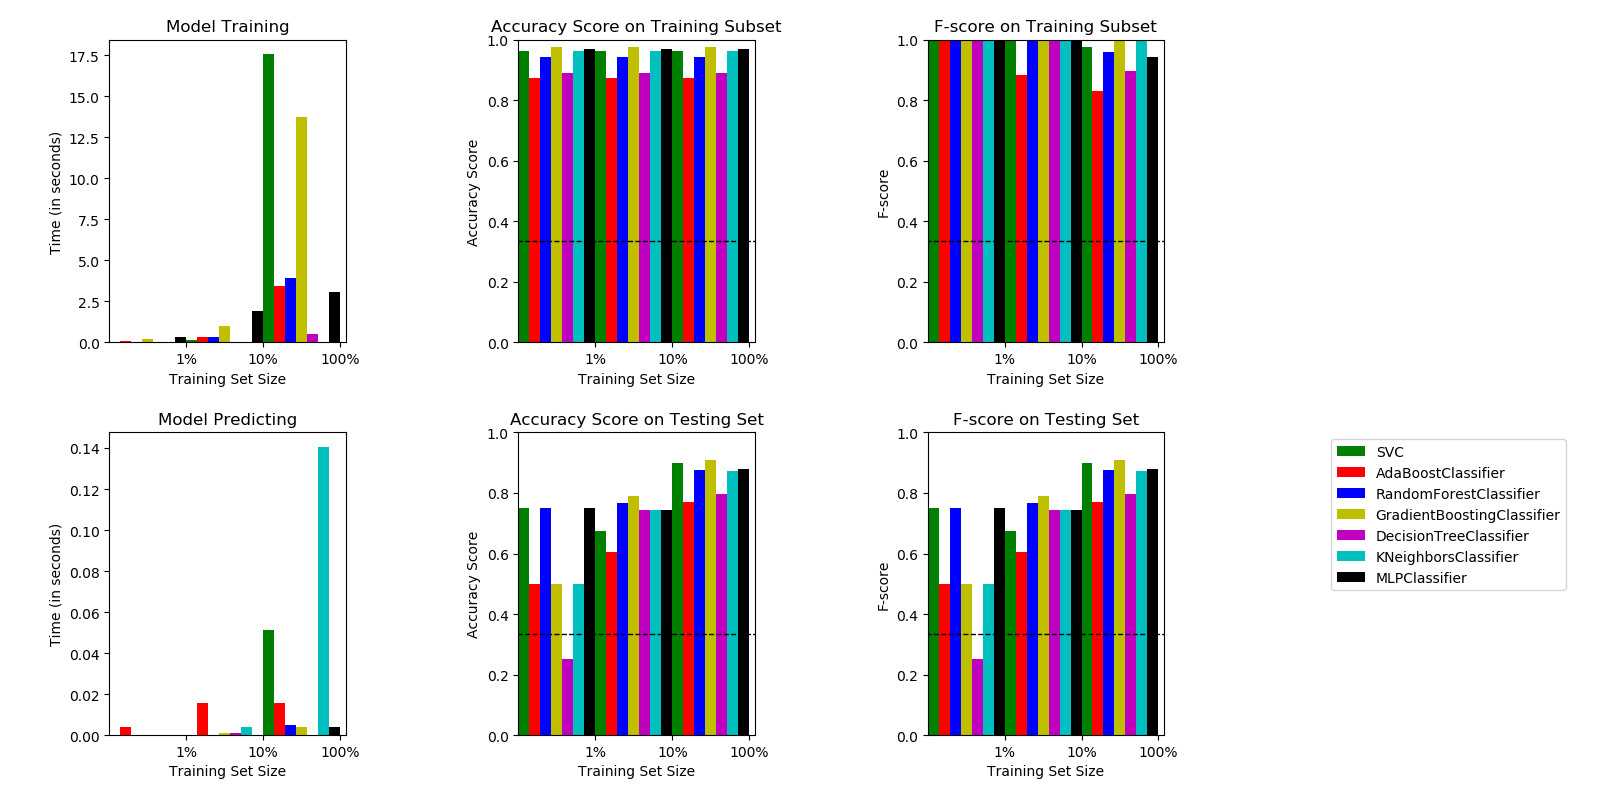 Model Training
Accuracy Score on Training Subset
F-score on Training Subset
17.5
15.0
12.5
10.0
7.5
5.0
2.5
0.0
Time (in seconds)
1% 10% 100%
Training Set Size
1.0
0.8
0.6
0.4
0.2
0.0
Accuracy Score
1% 10% 100%
Training Set Size
1.0
0.8
0.6
0.4
0.2
0.0
F-score
1% 10% 100%
Training Set Size
Model Predicting
Accuracy Score on Testing Set
F-score on Testing Set
0.14
0.12
0.10
0.08
0.06
0.04
0.02
0.00
Time (in seconds)
1% 10% 100%
Training Set Size
1.0
0.8
0.6
0.4
0.2
0.0
Accuracy Score
1% 10% 100%
Training Set Size
1.0
0.8
0.6
0.4
0.2
0.0
F-score
1% 10% 100%
Training Set Size
SVC
AdaBoostClassifier
RandomForestClassifier
GradientBoostingClassifier
DecisionTreeClassifier
KNeighborsClassifier
MLPClassifier